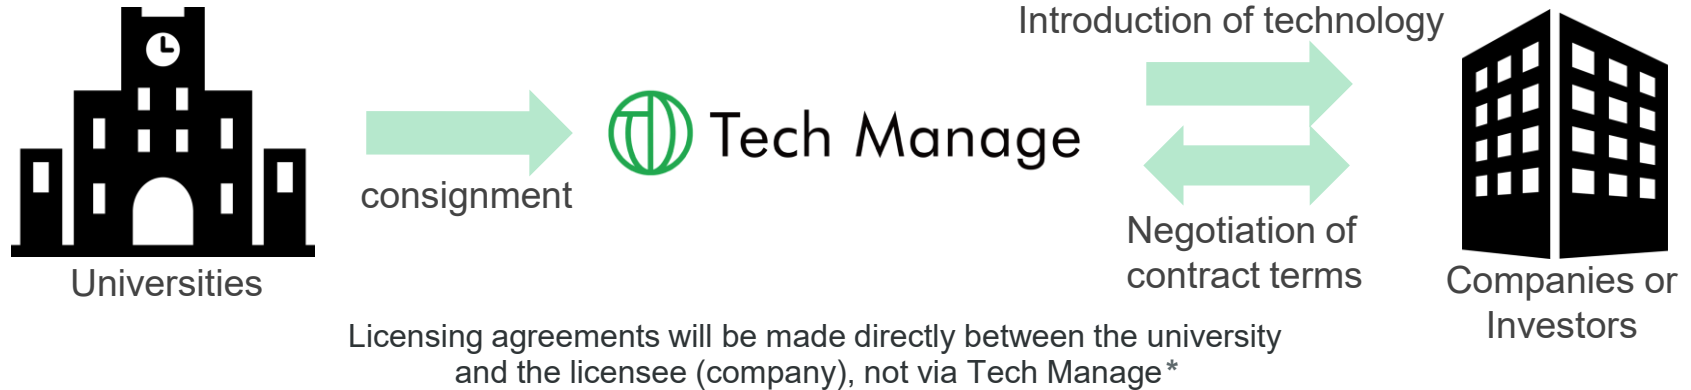 Introduction of technology
Tech Manage
consignment
Negotiation of
contract terms
Universities
Companies or
Investors
Licensing agreements will be made directly between the university
and the licensee (company), not via Tech Manage*